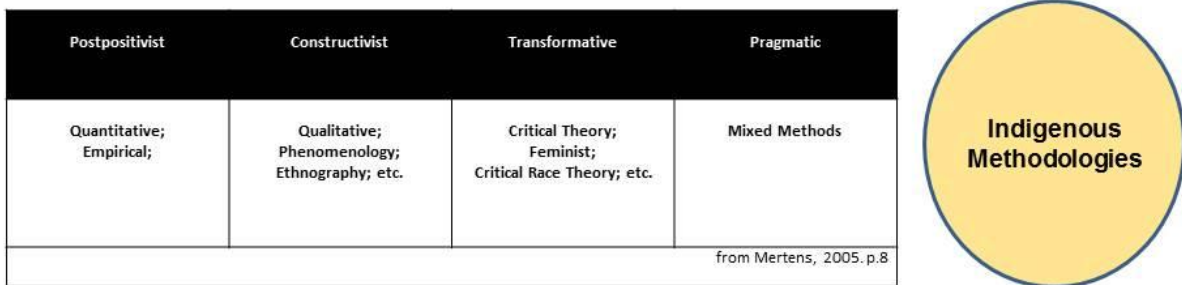 Postpositivist
Constructivist
Transformative
Pragmatic
Quantitative;
Empirical;
Qualitative;
Phenomenology;
Ethnography; etc.
Critical Theory;
Feminist;
Critical Race Theory; etc.
Mixed Methods
from Mertens, 2005. p.8
Indigenous
Methodologies